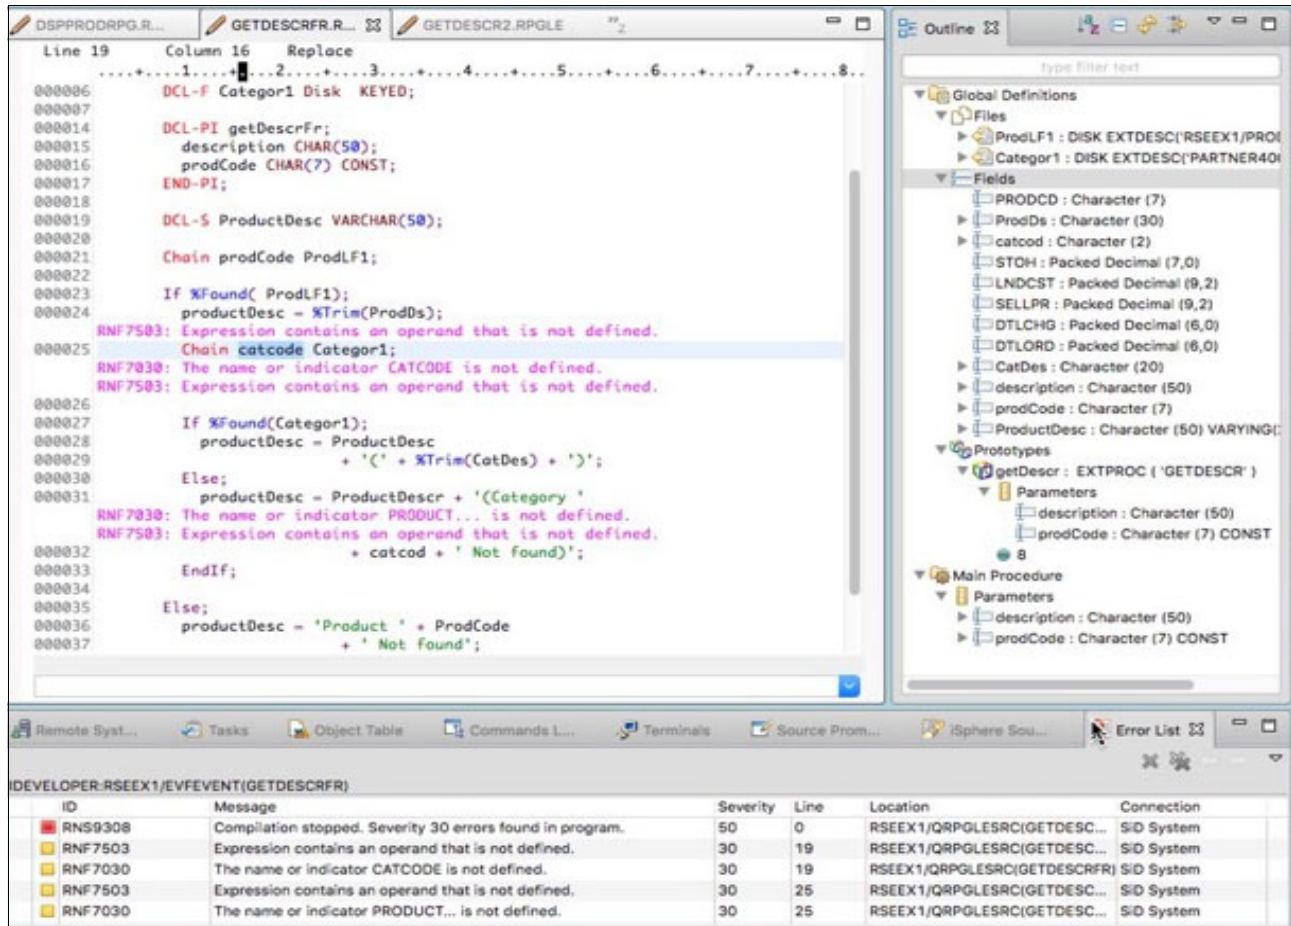 DSPPRODRPG.R...
GETDESCRFR.R...
GETDESCR2.RPGLE
"2
Line 19 Column 16 Replace
....+....1....+....2....+....3....+....4....+....5....+....6....+....7....+....8..
000006 DCL-F Categor1 Disk KEYED;
000007
000014 DCL-PI getDescrFr;
000015 description CHAR(50);
000016 prodCode CHAR(7) CONST;
000017 END-PI;
000018
000019 DCL-S ProductDesc VARCHAR(50);
000020
000021 Chain prodCode ProdLF1;
000022
000023 If %Found( ProdLF1);
000024 productDesc = %Trim(ProdDs);
RNF7503: Expression contains an operand that is not defined.
000025 Chain catcode Categor1;
RNF7030: The name or indicator CATCODE is not defined.
RNF7503: Expression contains an operand that is not defined.
000026
000027 If %Found(Categor1);
000028 productDesc = ProductDesc
000029 + '(' + %Trim(CatDes) + ')';
000030 Else;
000031 productDesc = ProductDescr + '(Category '
RNF7030: The name or indicator PRODUCT... is not defined.
RNF7503: Expression contains an operand that is not defined.
000032 + catcod + ' Not found)';
000033 EndIf;
000034
000035 Else;
000036 productDesc = 'Product ' + ProdCode
000037 + ' Not found';
Outline
type filter text
Global Definitions
Files
ProdLF1 : DISK EXTDESC('RSEEX1/PROD
Categor1 : DISK EXTDESC('PARTNER40
Fields
PRODCD : Character (7)
ProdDs : Character (30)
catcod : Character (2)
STOH : Packed Decimal (7,0)
LNDCST : Packed Decimal (9,2)
SELLPR : Packed Decimal (9,2)
DTLCHG : Packed Decimal (6,0)
DTLORD : Packed Decimal (6,0)
CatDes : Character (20)
description : Character (50)
prodCode : Character (7)
ProductDesc : Character (50) VARYING(
Prototypes
getDescr : EXTPROC ( 'GETDESCR' )
Parameters
description : Character (50)
prodCode : Character (7) CONST
8
Main Procedure
Parameters
description : Character (50)
prodCode : Character (7) CONST
Remote Syst... Tasks Object Table Commands L... Terminals Source Prom... iSphere Sou... Error List
IDEVELOPER:RSEEX1/EVFEVENT(GETDESCRFR)
ID Message Severity Line Location Connection
RNS9308 Compilation stopped. Severity 30 errors found in program. 50 0 RSEEX1/QRPGLESRC(GETDESC... SiD System
RNF7503 Expression contains an operand that is not defined. 30 19 RSEEX1/QRPGLESRC(GETDESC... SiD System
RNF7030 The name or indicator CATCODE is not defined. 30 19 RSEEX1/QRPGLESRC(GETDESCRFR) SiD System
RNF7503 Expression contains an operand that is not defined. 30 25 RSEEX1/QRPGLESRC(GETDESC... SiD System
RNF7030 The name or indicator PRODUCT... is not defined. 30 25 RSEEX1/QRPGLESRC(GETDESC... SiD System